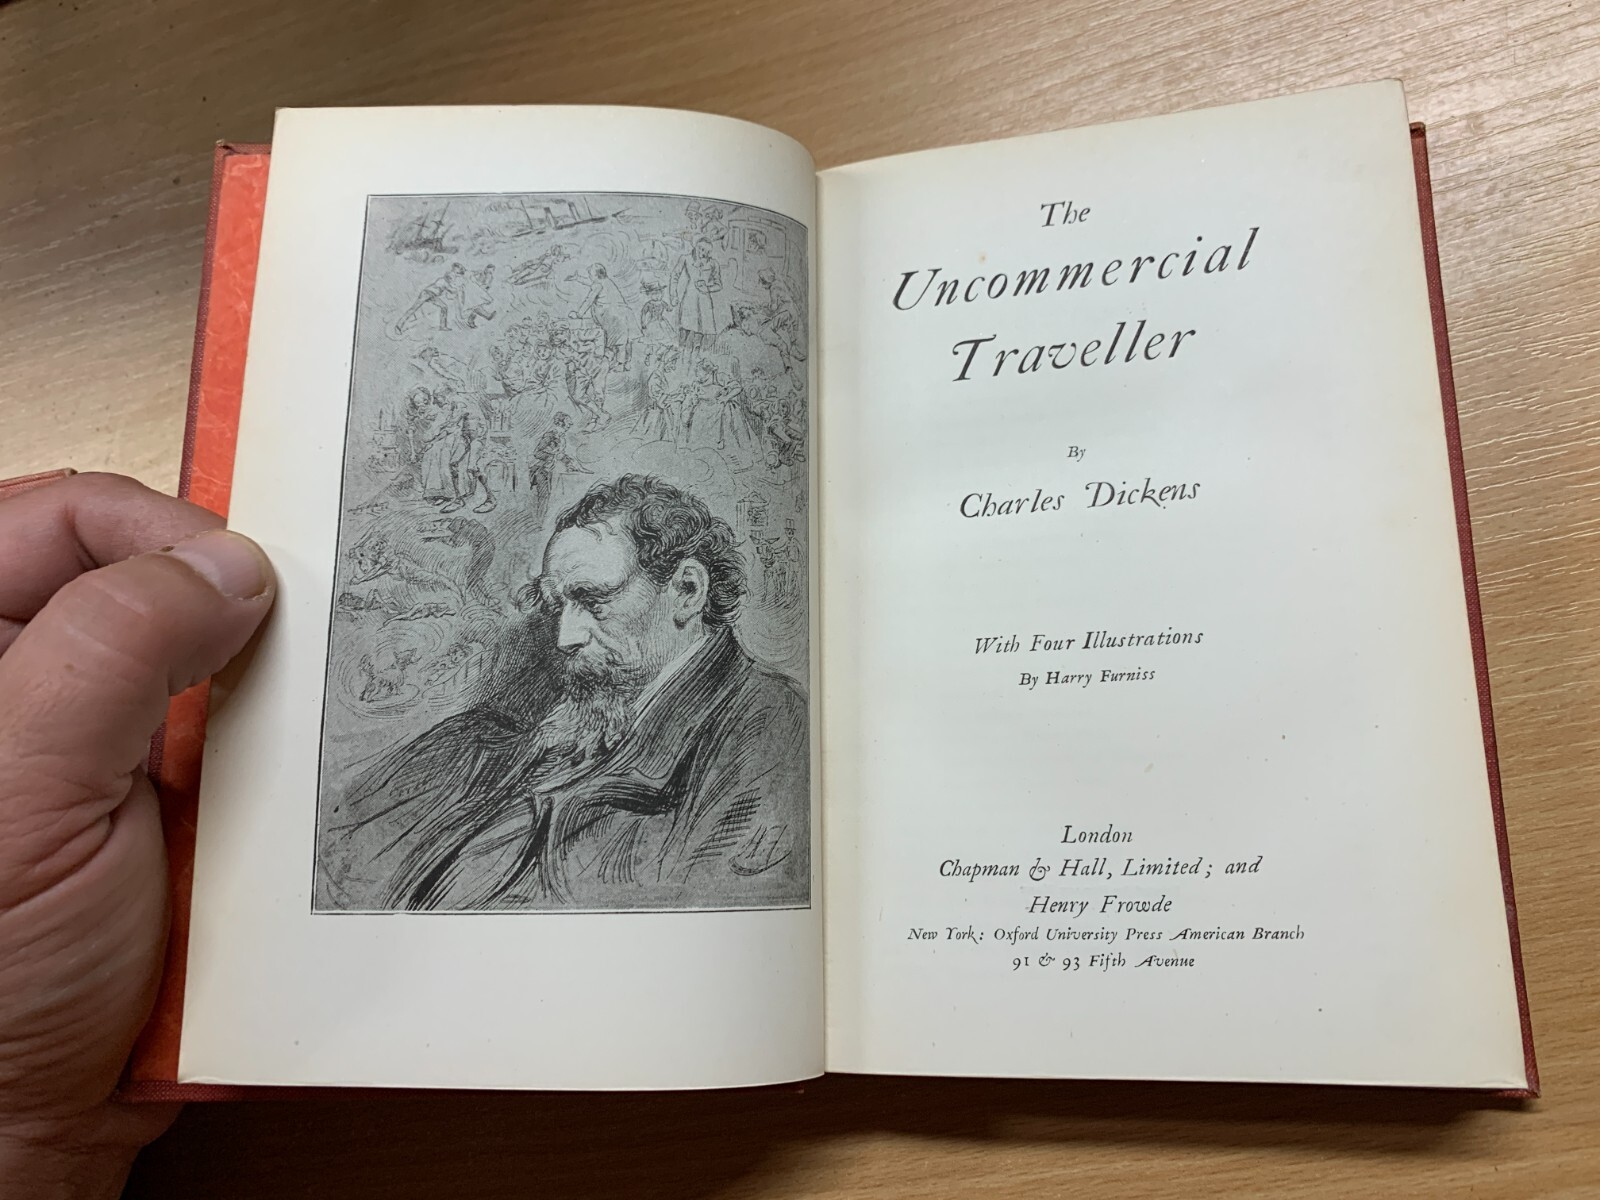 The
Uncommercial
Traveller
By
Charles Dickens
With Four Illustrations
By Harry Furniss
London
Chapman & Hall, Limited; and
Henry Frowde
New York: Oxford University Press American Branch
91 & 93 Fifth Avenue
HF